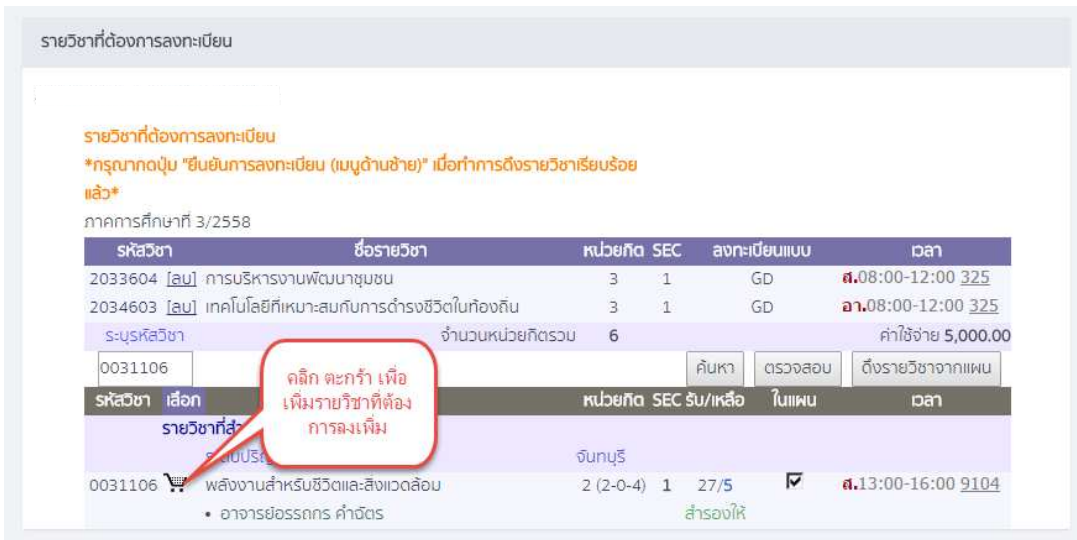 รายวิชาที่ต้องการลงทะเบียน
รายวิชาที่ต้องการลงทะเบียน
*กรุณากดปุ่ม "ยืนยันการลงทะเบียน (เมนูด้านซ้าย)" เมื่อทำการดึงรายวิชาเรียบร้อย
แล้ว*
ภาคการศึกษาที่ 3/2558
รหัสวิชา ชื่อรายวิชา หน่วยกิต SEC ลงทะเบียนแบบ เวลา
2033604 [ลบ] การบริหารงานพัฒนาชุมชน 3 1 GD ส.08:00-12:00 325
2034603 [ลบ] เทคโนโลยีที่เหมาะสมกับการดำรงชีวิตในท้องถิ่น 3 1 GD อา.08:00-12:00 325
ระบุรหัสวิชา จำนวนหน่วยกิตรวม 6 ค่าใช้จ่าย 5,000.00
0031106 ค้นหา ตรวจสอบ ดึงรายวิชาจากแผน
คลิก ตะกร้า เพื่อ
เพิ่มรายวิชาที่ต้อง
การลงเพิ่ม
รหัสวิชา เลือก หน่วยกิต SEC รับ/เหลือ ในแผน เวลา
รายวิชาที่
จันทบุรี
0031106 พลังงานสำหรับชีวิตและสิ่งแวดล้อม 2 (2-0-4) 1 27/5 ส.13:00-16:00 9104
• อาจารย์อรรถกร คำฉัตร สำรองให้